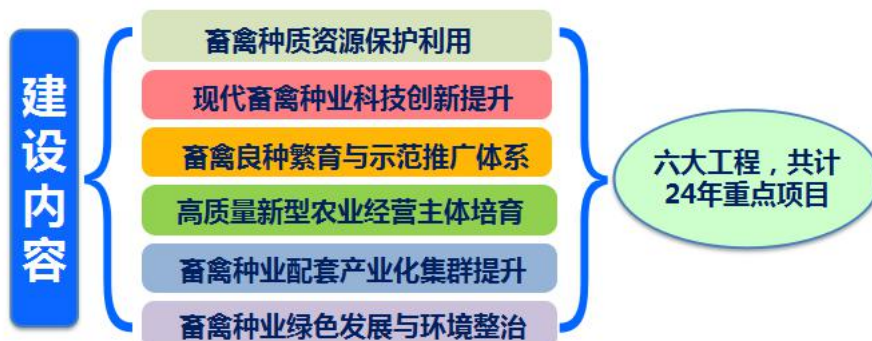 建设内容
畜禽种质资源保护利用
现代畜禽种业科技创新提升
畜禽良种繁育与示范推广体系
高质量新型农业经营主体培育
畜禽种业配套产业化集群提升
畜禽种业绿色发展与环境整治
六大工程，共计
24年重点项目